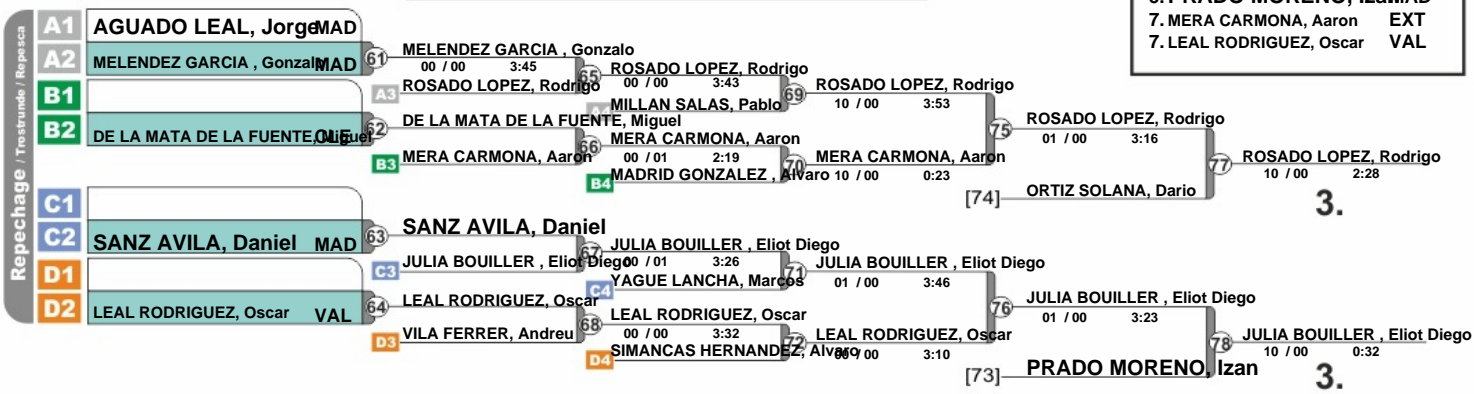 Repechage / Trostrunde / Repesca
A1 AGUADO LEAL, Jorge MAD
A2 MELENDEZ GARCIA , Gonzalo MAD
B1
B2 DE LA MATA DE LA FUENTE, Miguel CLE
C1
C2 SANZ AVILA, Daniel MAD
D1
D2 LEAL RODRIGUEZ, Oscar VAL
61 MELENDEZ GARCIA , Gonzalo
00 / 00 3:45
A3 ROSADO LOPEZ, Rodrigo
62 DE LA MATA DE LA FUENTE, Miguel
B3 MERA CARMONA, Aaron
63 SANZ AVILA, Daniel
C3 JULIA BOUILLER , Eliot Diego
64 LEAL RODRIGUEZ, Oscar
D3 VILA FERRER, Andreu
65 ROSADO LOPEZ, Rodrigo
00 / 00 3:43
A4 MILLAN SALAS, Pablo
66 MERA CARMONA, Aaron
00 / 01 2:19
B4 MADRID GONZALEZ , Alvaro
67 JULIA BOUILLER , Eliot Diego
00 / 01 3:26
C4 YAGUE LANCHA, Marcos
68 LEAL RODRIGUEZ, Oscar
00 / 00 3:32
D4 SIMANCAS HERNANDEZ, Alvaro
69 ROSADO LOPEZ, Rodrigo
10 / 00 3:53
70 MERA CARMONA, Aaron
10 / 00 0:23
71 JULIA BOUILLER , Eliot Diego
01 / 00 3:46
72 LEAL RODRIGUEZ, Oscar
00 / 00 3:10
75 ROSADO LOPEZ, Rodrigo
01 / 00 3:16
[74] ORTIZ SOLANA, Dario
76 JULIA BOUILLER , Eliot Diego
01 / 00 3:23
[73] PRADO MORENO, Izan
77 ROSADO LOPEZ, Rodrigo
10 / 00 2:28
3.
78 JULIA BOUILLER , Eliot Diego
10 / 00 0:32
3.
PRADO MORENO, Izan MAD
7. MERA CARMONA, Aaron EXT
7. LEAL RODRIGUEZ, Oscar VAL